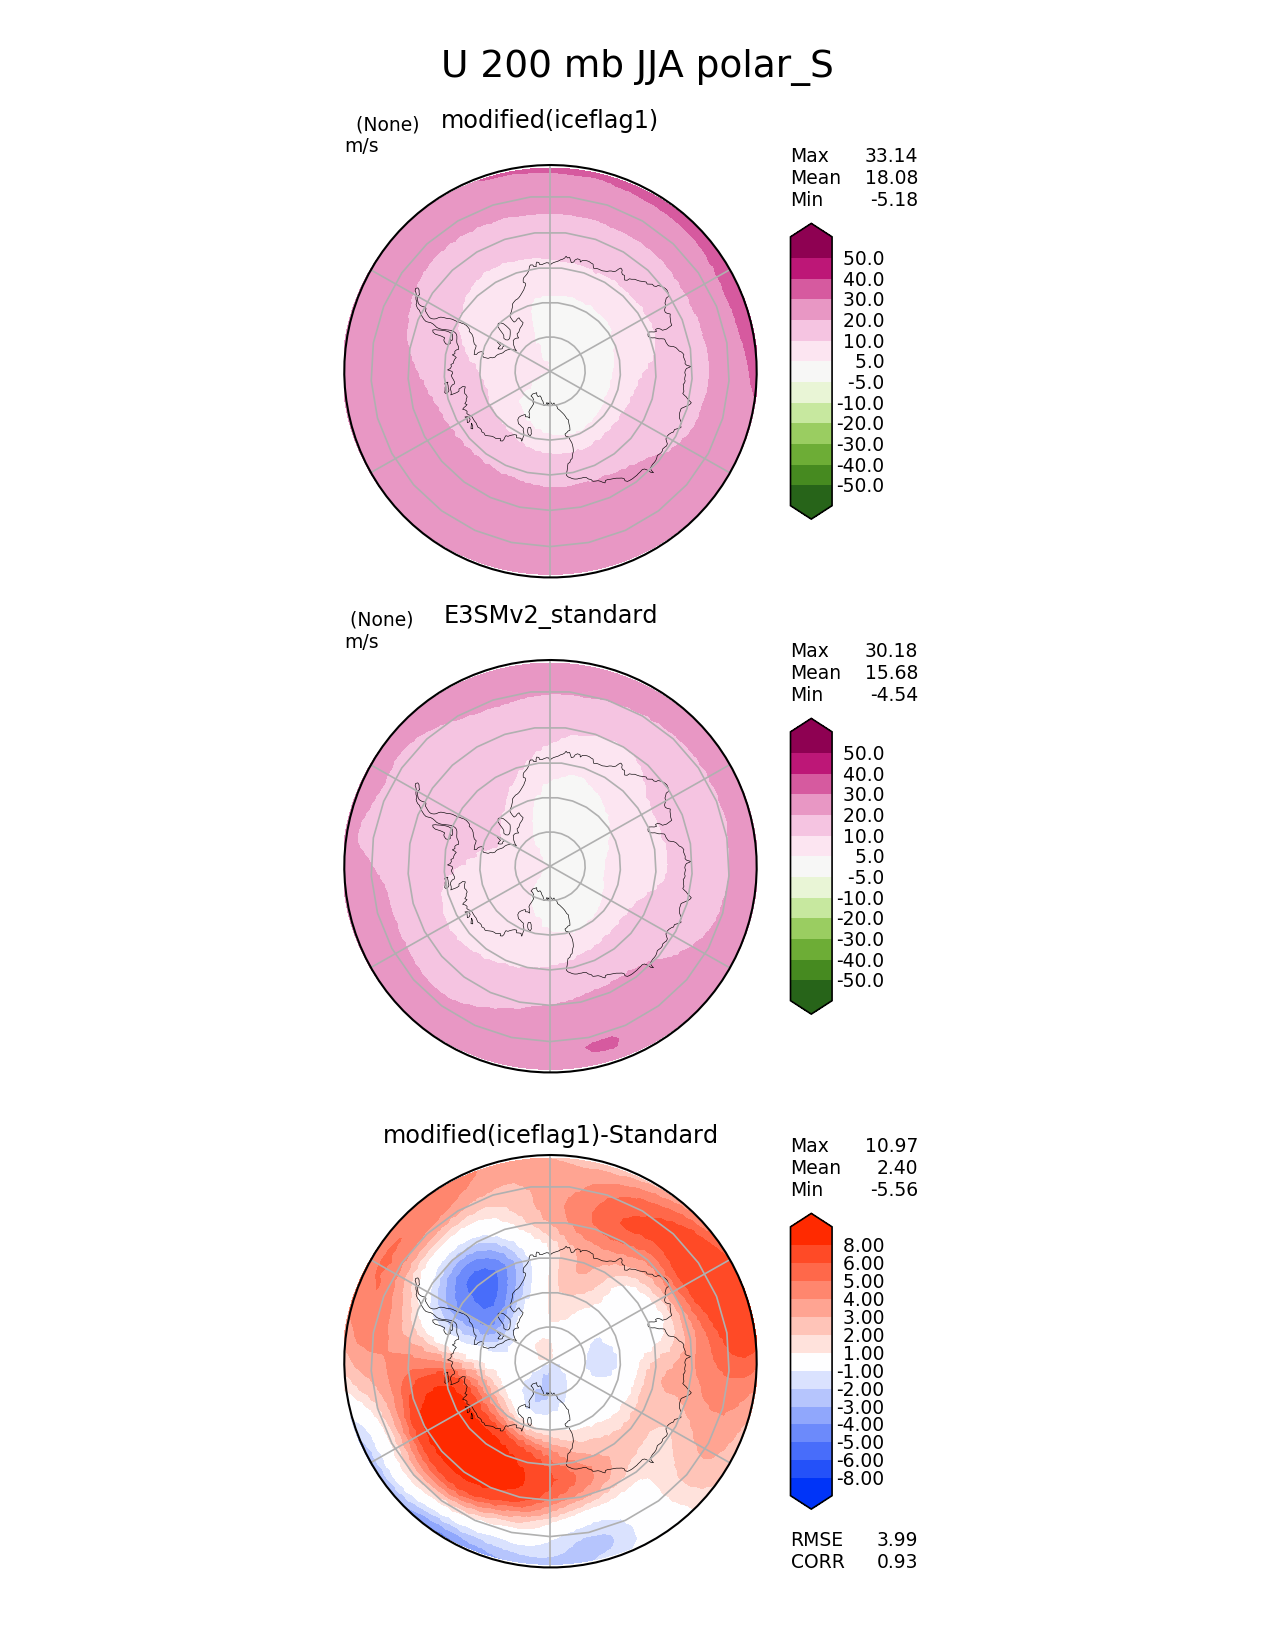 U 200 mb JJA polar_S
(None) modified(iceflag1)
m/s
Max 33.14
Mean 18.08
Min -5.18
50.0
40.0
30.0
20.0
10.0
5.0
-5.0
-10.0
-20.0
-30.0
-40.0
-50.0
(None) E3SMv2_standard
m/s
Max 30.18
Mean 15.68
Min -4.54
50.0
40.0
30.0
20.0
10.0
5.0
-5.0
-10.0
-20.0
-30.0
-40.0
-50.0
modified(iceflag1)-Standard
Max 10.97
Mean 2.40
Min -5.56
8.00
6.00
5.00
4.00
3.00
2.00
1.00
-1.00
-2.00
-3.00
-4.00
-5.00
-6.00
-8.00
RMSE 3.99
CORR 0.93